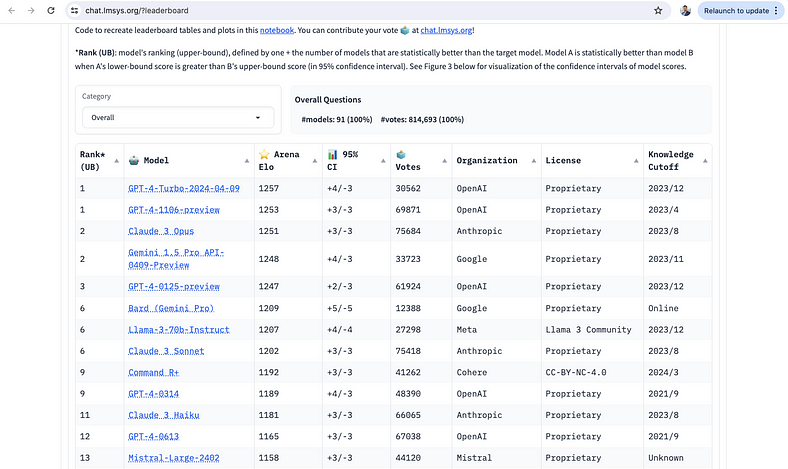 chat.lmsys.org/?leaderboard
Relaunch to update
Code to recreate leaderboard tables and plots in this notebook. You can contribute your vote 🗳️ at chat.lmsys.org!
*Rank (UB): model's ranking (upper-bound), defined by one + the number of models that are statistically better than the target model. Model A is statistically better than model B
when A's lower-bound score is greater than B's upper-bound score (in 95% confidence interval). See Figure 3 below for visualization of the confidence intervals of model scores.
Category
Overall
Overall Questions
#models: 91 (100%) #votes: 814,693 (100%)
Rank* (UB) 🤖 Model ⭐ Arena Elo 📊 95% CI 🗳️ Votes Organization License Knowledge Cutoff
1 GPT-4-Turbo-2024-04-09 1257 +4/-3 30562 OpenAI Proprietary 2023/12
1 GPT-4-1106-preview 1253 +3/-3 69871 OpenAI Proprietary 2023/4
2 Claude 3 Opus 1251 +3/-3 75684 Anthropic Proprietary 2023/8
2 Gemini 1.5 Pro API-0409-Preview 1248 +4/-3 33723 Google Proprietary 2023/11
3 GPT-4-0125-preview 1247 +2/-3 61924 OpenAI Proprietary 2023/12
6 Bard (Gemini Pro) 1209 +5/-5 12388 Google Proprietary Online
6 Llama-3-70b-Instruct 1207 +4/-4 27298 Meta Llama 3 Community 2023/12
6 Claude 3 Sonnet 1202 +3/-3 75418 Anthropic Proprietary 2023/8
9 Command R+ 1192 +3/-3 41262 Cohere CC-BY-NC-4.0 2024/3
9 GPT-4-0314 1189 +4/-3 48390 OpenAI Proprietary 2021/9
11 Claude 3 Haiku 1181 +3/-3 66065 Anthropic Proprietary 2023/8
12 GPT-4-0613 1165 +3/-3 67038 OpenAI Proprietary 2021/9
13 Mistral-Large-2402 1158 +3/-3 44120 Mistral Proprietary Unknown